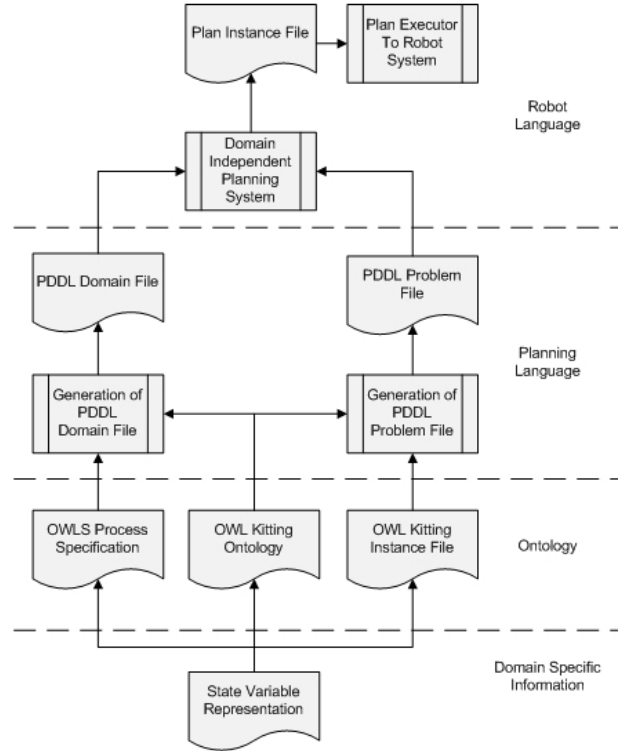 Plan Instance File
Plan Executor
To Robot
System
Robot
Language
Domain
Independent
Planning
System
PDDL Domain File
PDDL Problem
File
Planning
Language
Generation of
PDDL
Domain File
Generation of
PDDL
Problem File
OWLS Process
Specification
OWL Kitting
Ontology
OWL Kitting
Instance File
Ontology
Domain Specific
Information
State Variable
Representation